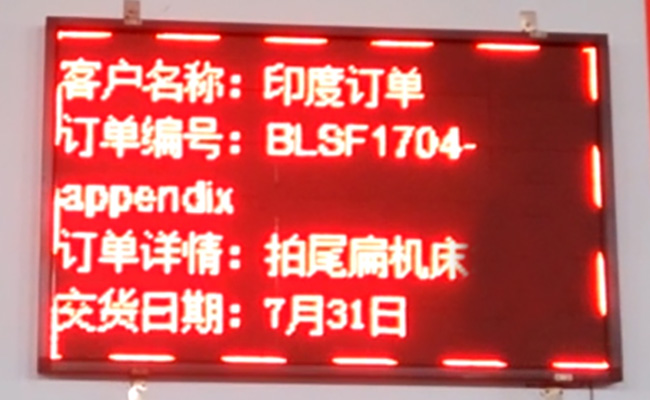 客户名称：印度订单
订单编号：BLSF1704-
appendix
订单详情：拍尾扁机床
交货日期：7月31日